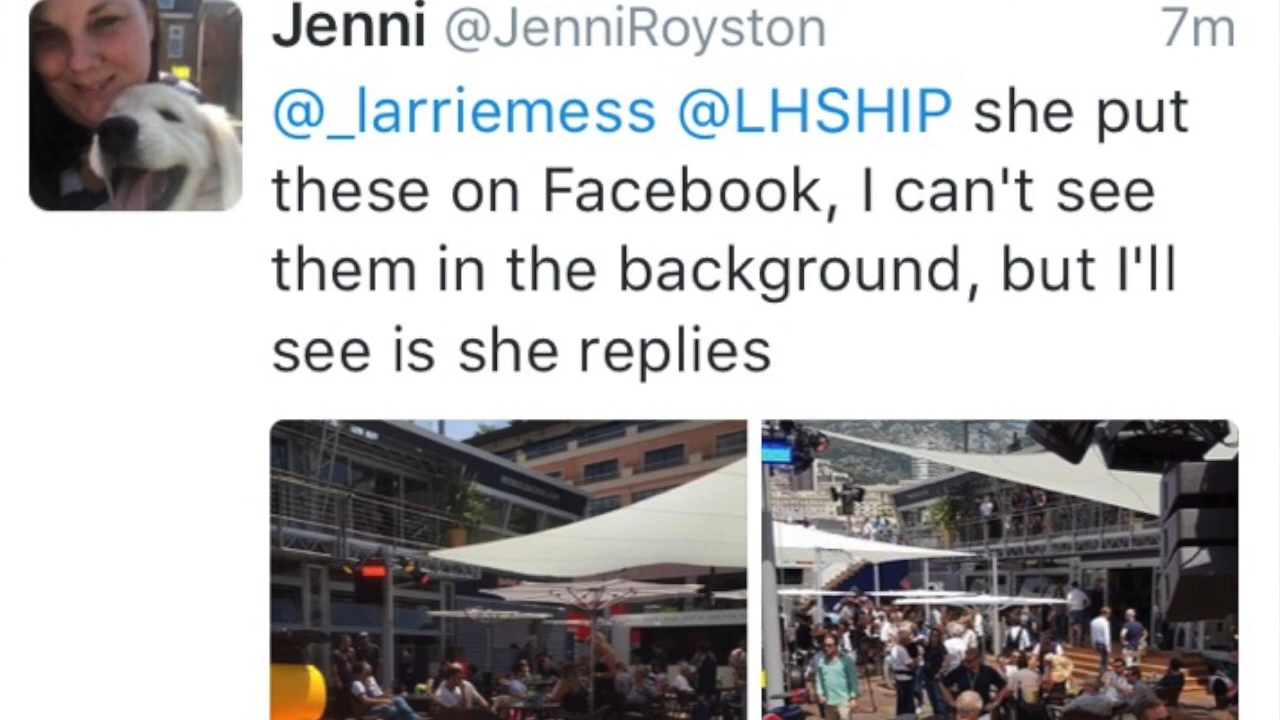 Jenni @JenniRoyston 7m
@_larriemess @LHSHIP she put
these on Facebook, I can't see
them in the background, but I'll
see is she replies